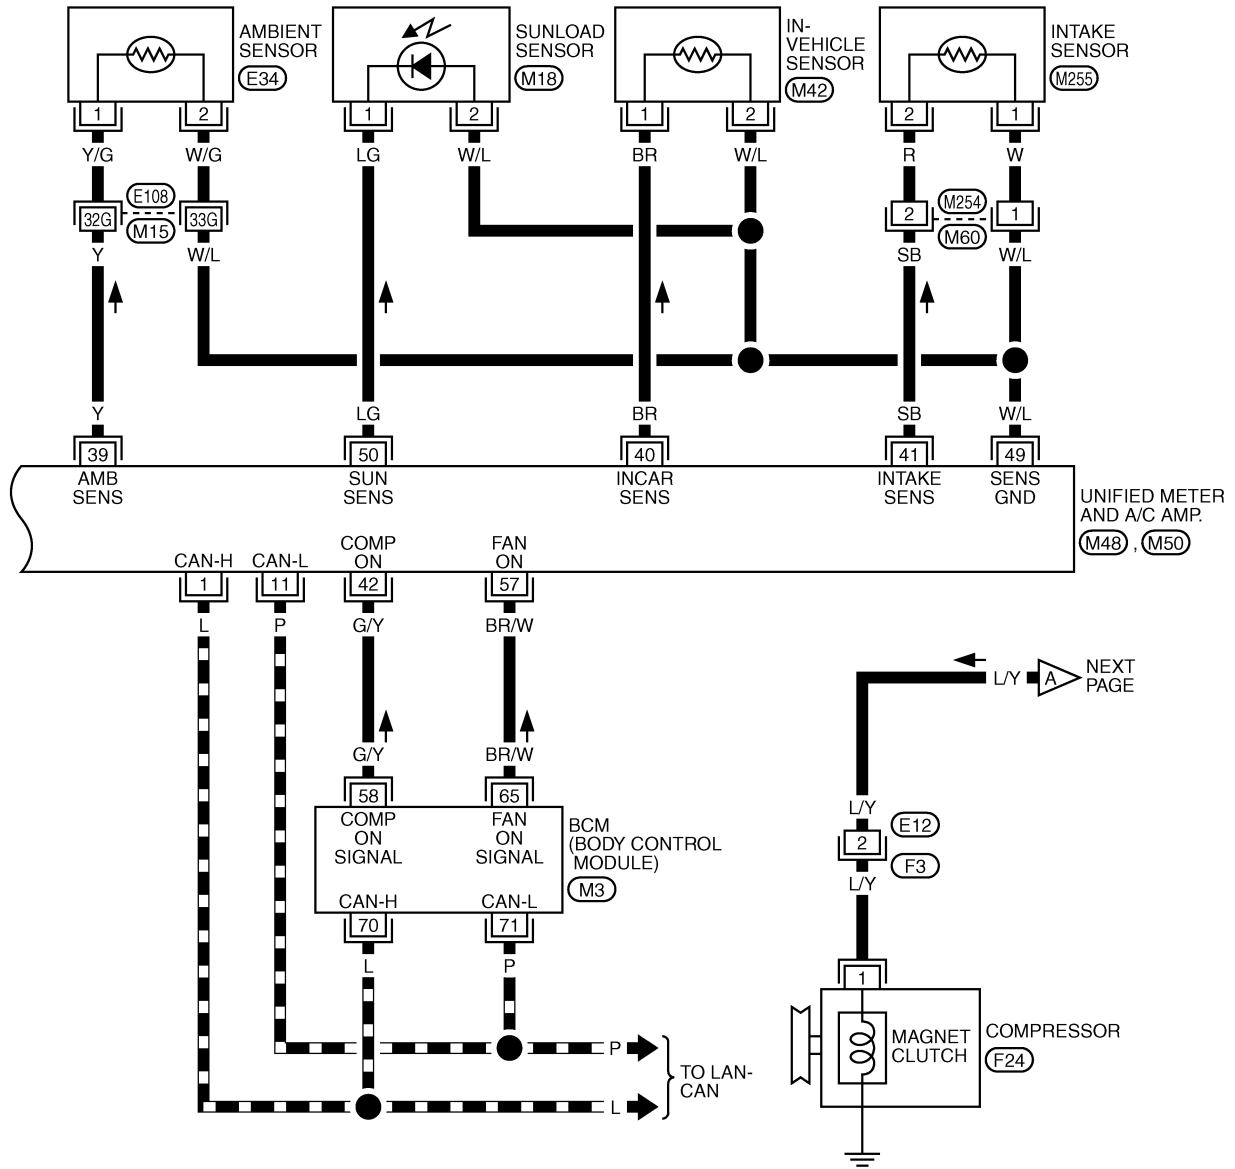 AMBIENT
SENSOR
E34
SUNLOAD
SENSOR
M18
IN-
VEHICLE
SENSOR
M42
INTAKE
SENSOR
M255
1 2 1 2 1 2 2 1
Y/G W/G LG W/L BR W/L R W
E108
32G 33G
M15
M254
2 1
M60
Y W/L SB W/L
Y LG BR SB W/L
39 50 40 41 49
AMB
SENS
SUN
SENS
INCAR
SENS
INTAKE
SENS
SENS
GND
UNIFIED METER
AND A/C AMP.
M48 , M50
CAN-H CAN-L
COMP
ON
FAN
ON
1 11 42 57
L P G/Y BR/W
L/Y A
NEXT
PAGE
G/Y BR/W
58 65
COMP
ON
SIGNAL
FAN
ON
SIGNAL
BCM
(BODY CONTROL
MODULE)
M3
CAN-H CAN-L
70 71
L P
L/Y
E12
2
F3
L/Y
1
MAGNET
CLUTCH
COMPRESSOR
F24
P
L
TO LAN-
CAN